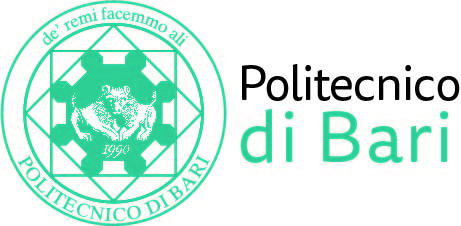 de' remi facemmo ali
1990
POLITECNICO DI BARI
Politecnico
di Bari